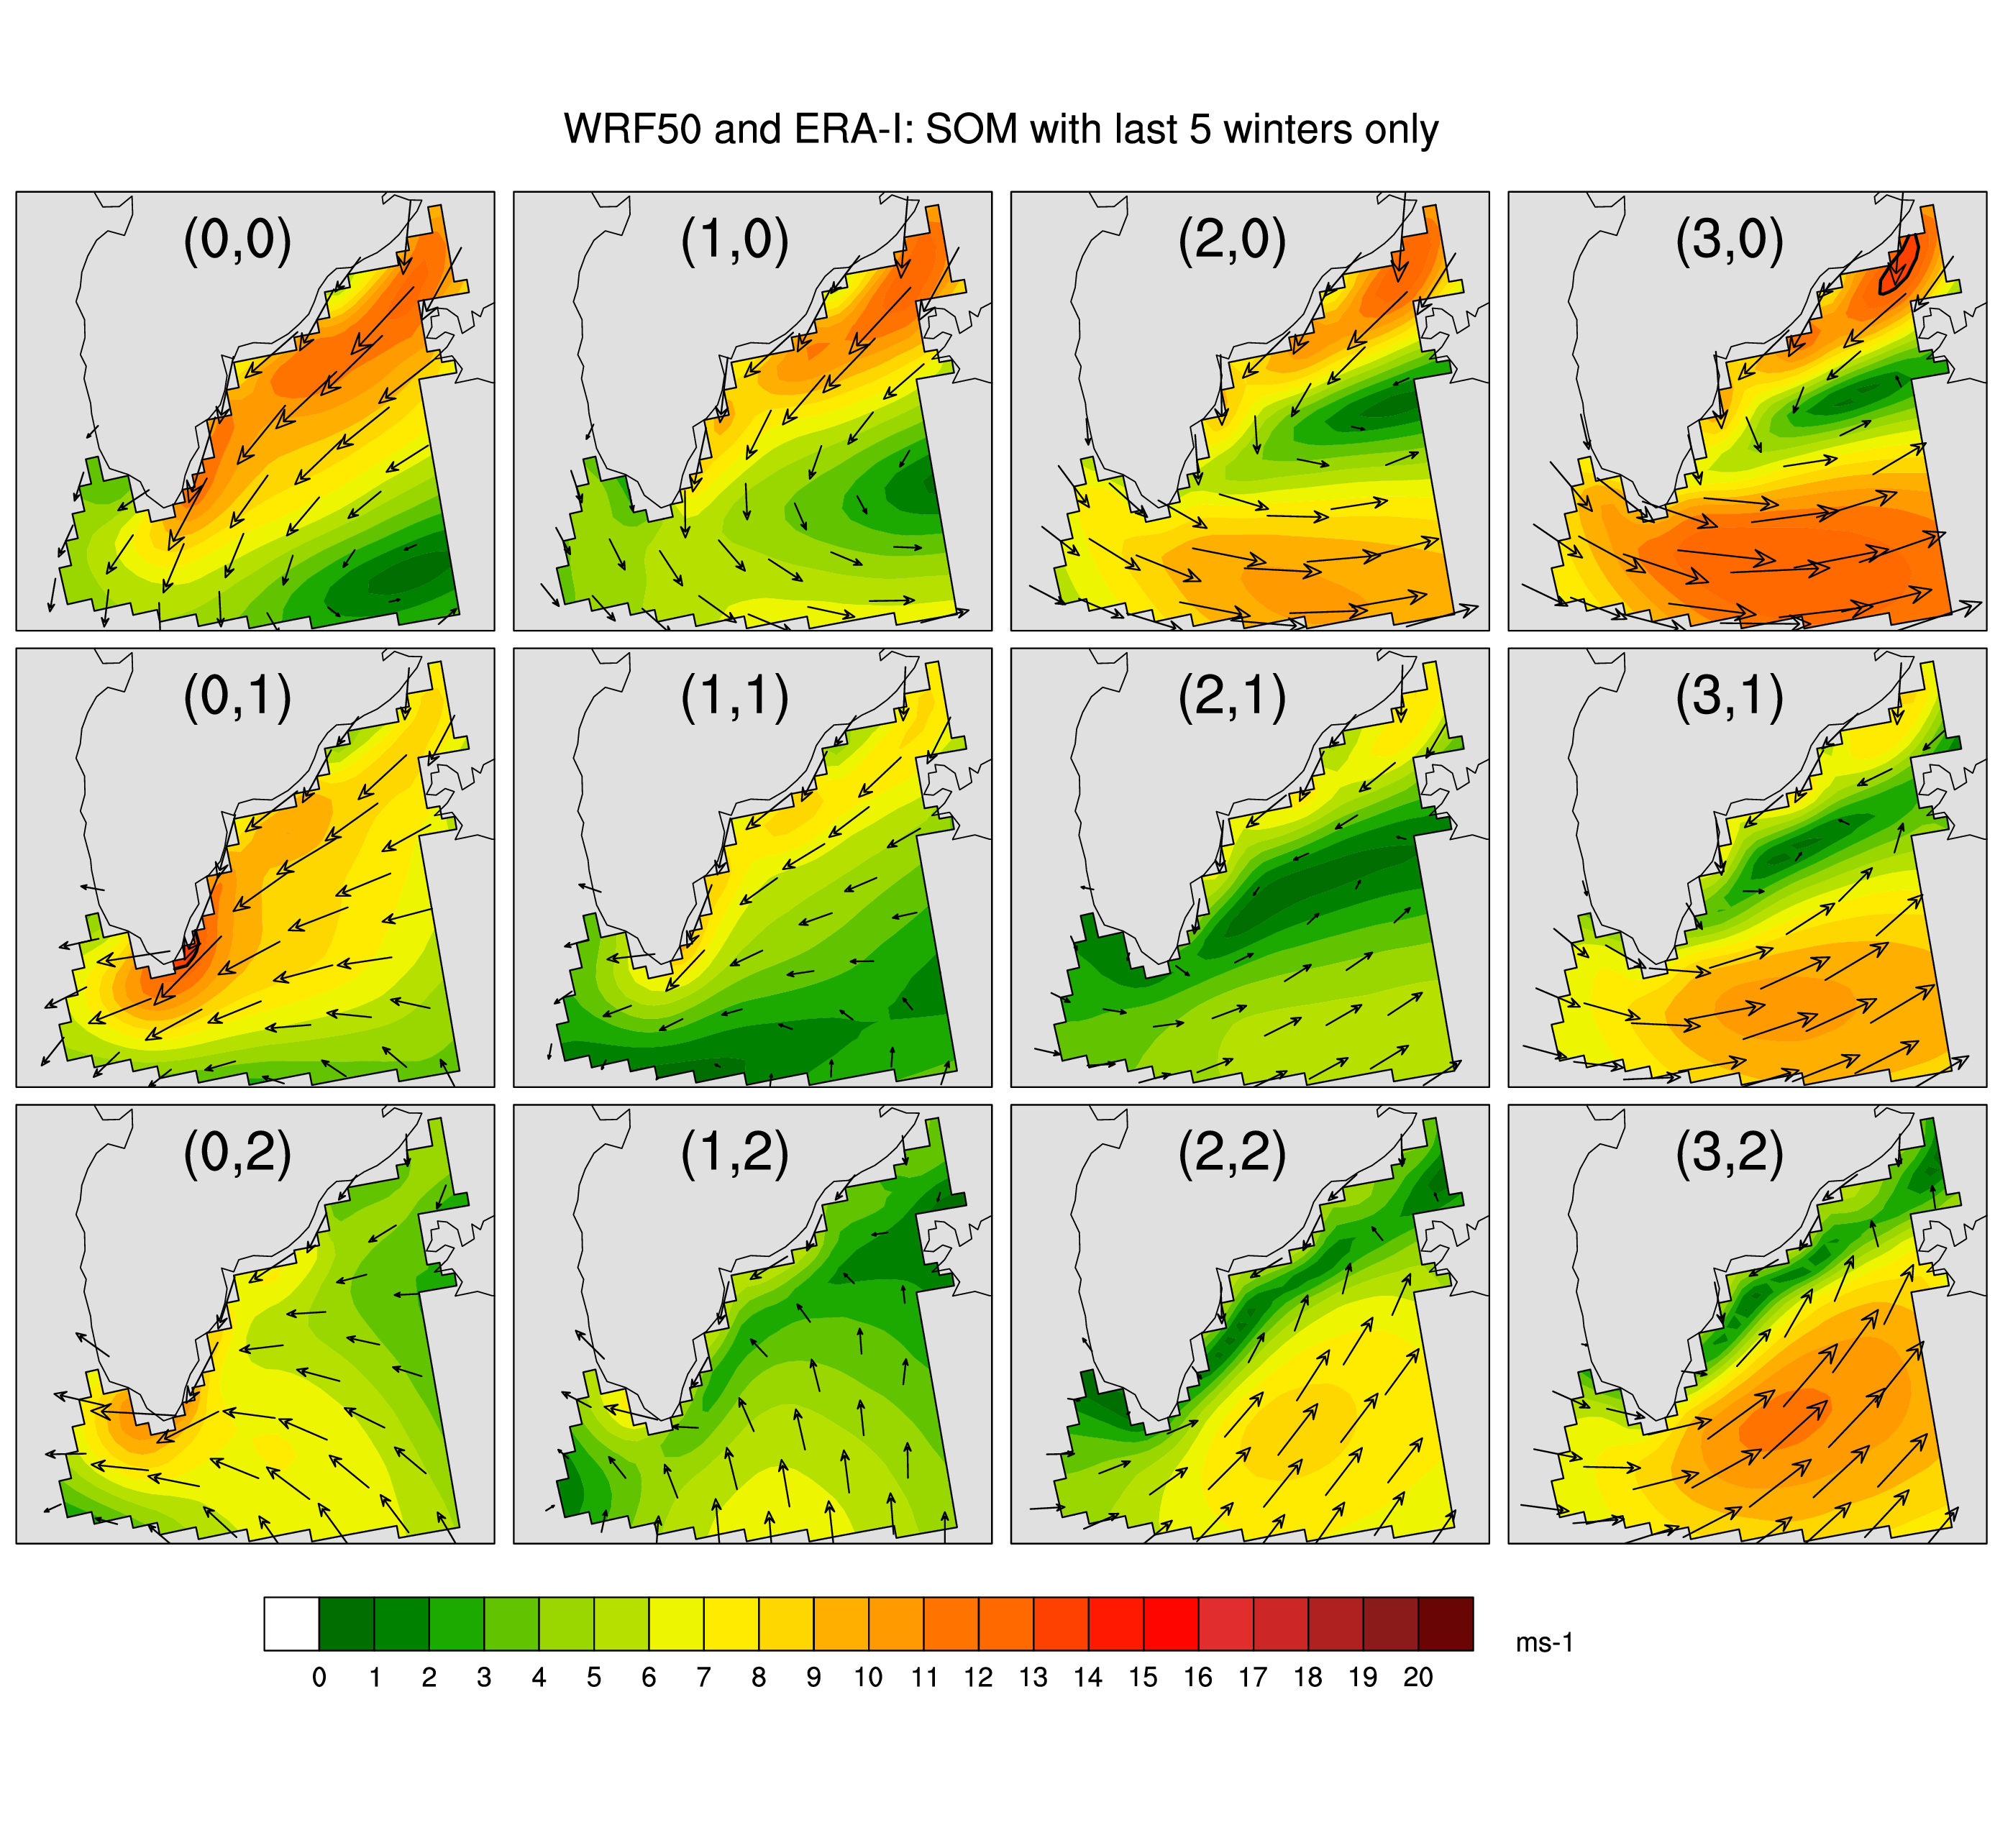 WRF50 and ERA-I: SOM with last 5 winters only
(0,0) (1,0) (2,0) (3,0)
(0,1) (1,1) (2,1) (3,1)
(0,2) (1,2) (2,2) (3,2)
ms-1
0 1 2 3 4 5 6 7 8 9 10 11 12 13 14 15 16 17 18 19 20